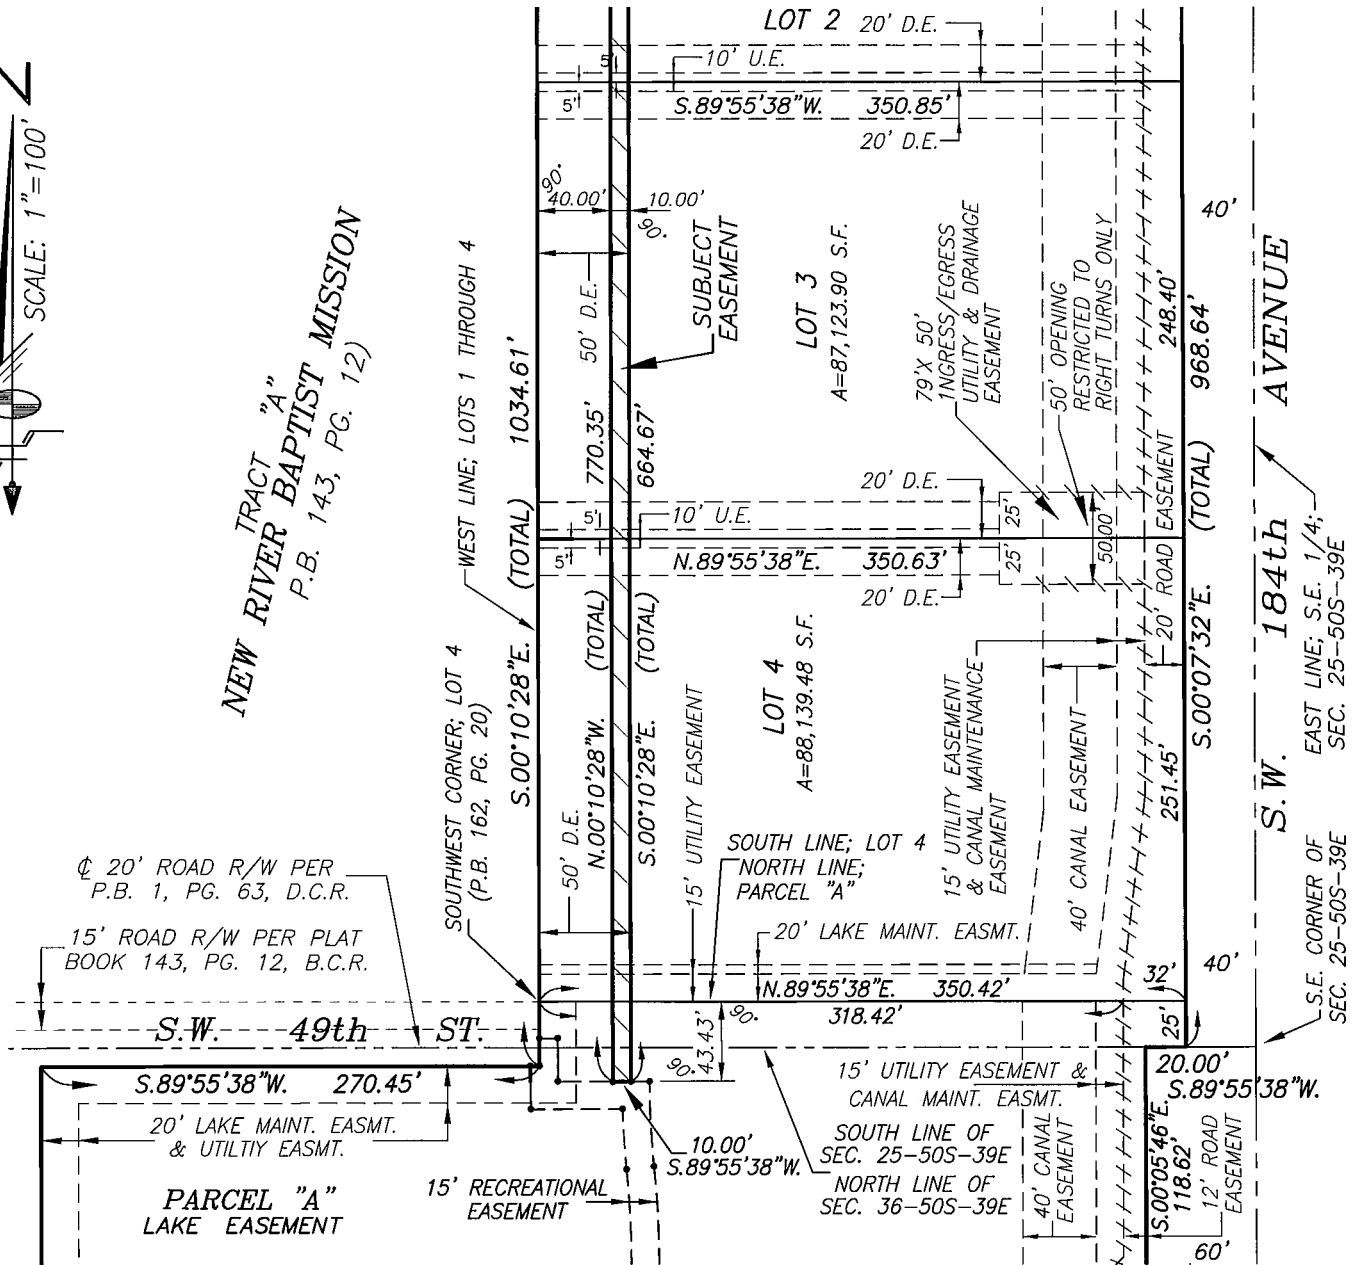 LOT 2
20' D.E.
5'
10' U.E.
5'
S.89°55'38"W. 350.85'
20' D.E.
SCALE: 1"=100'
90°
40.00'
10.00'
90°
40'
TRACT "A"
NEW RIVER BAPTIST MISSION
P.B. 143, PG. 12)
WEST LINE; LOTS 1 THROUGH 4
SUBJECT
EASEMENT
50' D.E.
LOT 3
A=87,123.90 S.F.
79'X 50'
INGRESS/EGRESS
UTILITY & DRAINAGE
EASEMENT
50' OPENING
RESTRICTED TO
RIGHT TURNS ONLY
248.40'
S.00°07'32"E. (TOTAL) 968.64'
S.W. 184th AVENUE
S.00°10'28"E. (TOTAL) 1034.61'
N.00°10'28"W. (TOTAL) 770.35'
S.00°10'28"E. (TOTAL) 664.67'
20' D.E.
5'
10' U.E.
25'
5'
N.89°55'38"E. 350.63'
25'
50.00'
20' D.E.
20' ROAD EASEMENT
EAST LINE; S.E. 1/4;
SEC. 25-50S-39E
SOUTHWEST CORNER; LOT 4
(P.B. 162, PG. 20)
50' D.E.
15' UTILITY EASEMENT
LOT 4
A=88,139.48 S.F.
15' UTILITY EASEMENT
& CANAL MAINTENANCE
EASEMENT
40' CANAL EASEMENT
251.45'
SOUTH LINE; LOT 4
NORTH LINE;
PARCEL "A"
℄ 20' ROAD R/W PER
P.B. 1, PG. 63, D.C.R.
15' ROAD R/W PER PLAT
BOOK 143, PG. 12, B.C.R.
20' LAKE MAINT. EASMT.
N.89°55'38"E. 350.42'
32'
40'
S.E. CORNER OF
SEC. 25-50S-39E
318.42'
90°
43.43'
90°
25'
S.W. 49th ST.
S.89°55'38"W. 270.45'
20' LAKE MAINT. EASMT.
& UTILTIY EASMT.
15' UTILITY EASEMENT &
CANAL MAINT. EASMT.
20.00'
S.89°55'38"W.
10.00'
S.89°55'38"W.
SOUTH LINE OF
SEC. 25-50S-39E
NORTH LINE OF
SEC. 36-50S-39E
40' CANAL
EASEMENT
S.00°05'46"E.
118.62'
12' ROAD
EASEMENT
60'
PARCEL "A"
LAKE EASEMENT
15' RECREATIONAL
EASEMENT